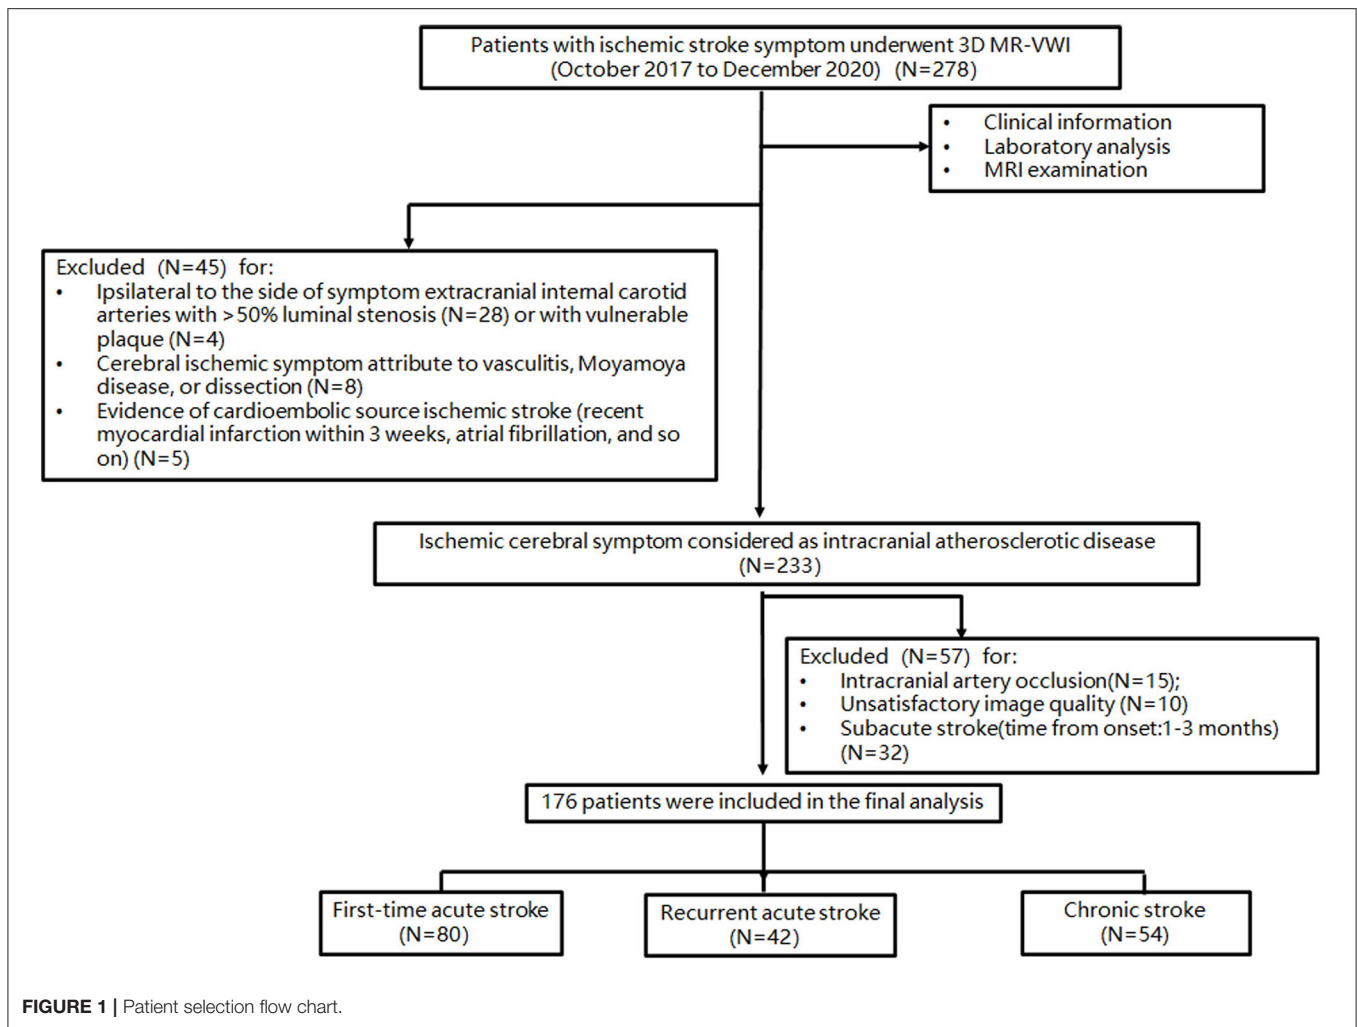 Patients with ischemic stroke symptom underwent 3D MR-VWI
(October 2017 to December 2020) (N=278)
• Clinical information
• Laboratory analysis
• MRI examination
Excluded (N=45) for:
• Ipsilateral to the side of symptom extracranial internal carotid
arteries with >50% luminal stenosis (N=28) or with vulnerable
plaque (N=4)
• Cerebral ischemic symptom attribute to vasculitis, Moyamoya
disease, or dissection (N=8)
• Evidence of cardioembolic source ischemic stroke (recent
myocardial infarction within 3 weeks, atrial fibrillation, and so
on) (N=5)
Ischemic cerebral symptom considered as intracranial atherosclerotic disease
(N=233)
Excluded (N=57) for:
• Intracranial artery occlusion(N=15);
• Unsatisfactory image quality (N=10)
• Subacute stroke(time from onset:1-3 months)
(N=32)
176 patients were included in the final analysis
First-time acute stroke
(N=80)
Recurrent acute stroke
(N=42)
Chronic stroke
(N=54)
FIGURE 1 | Patient selection flow chart.